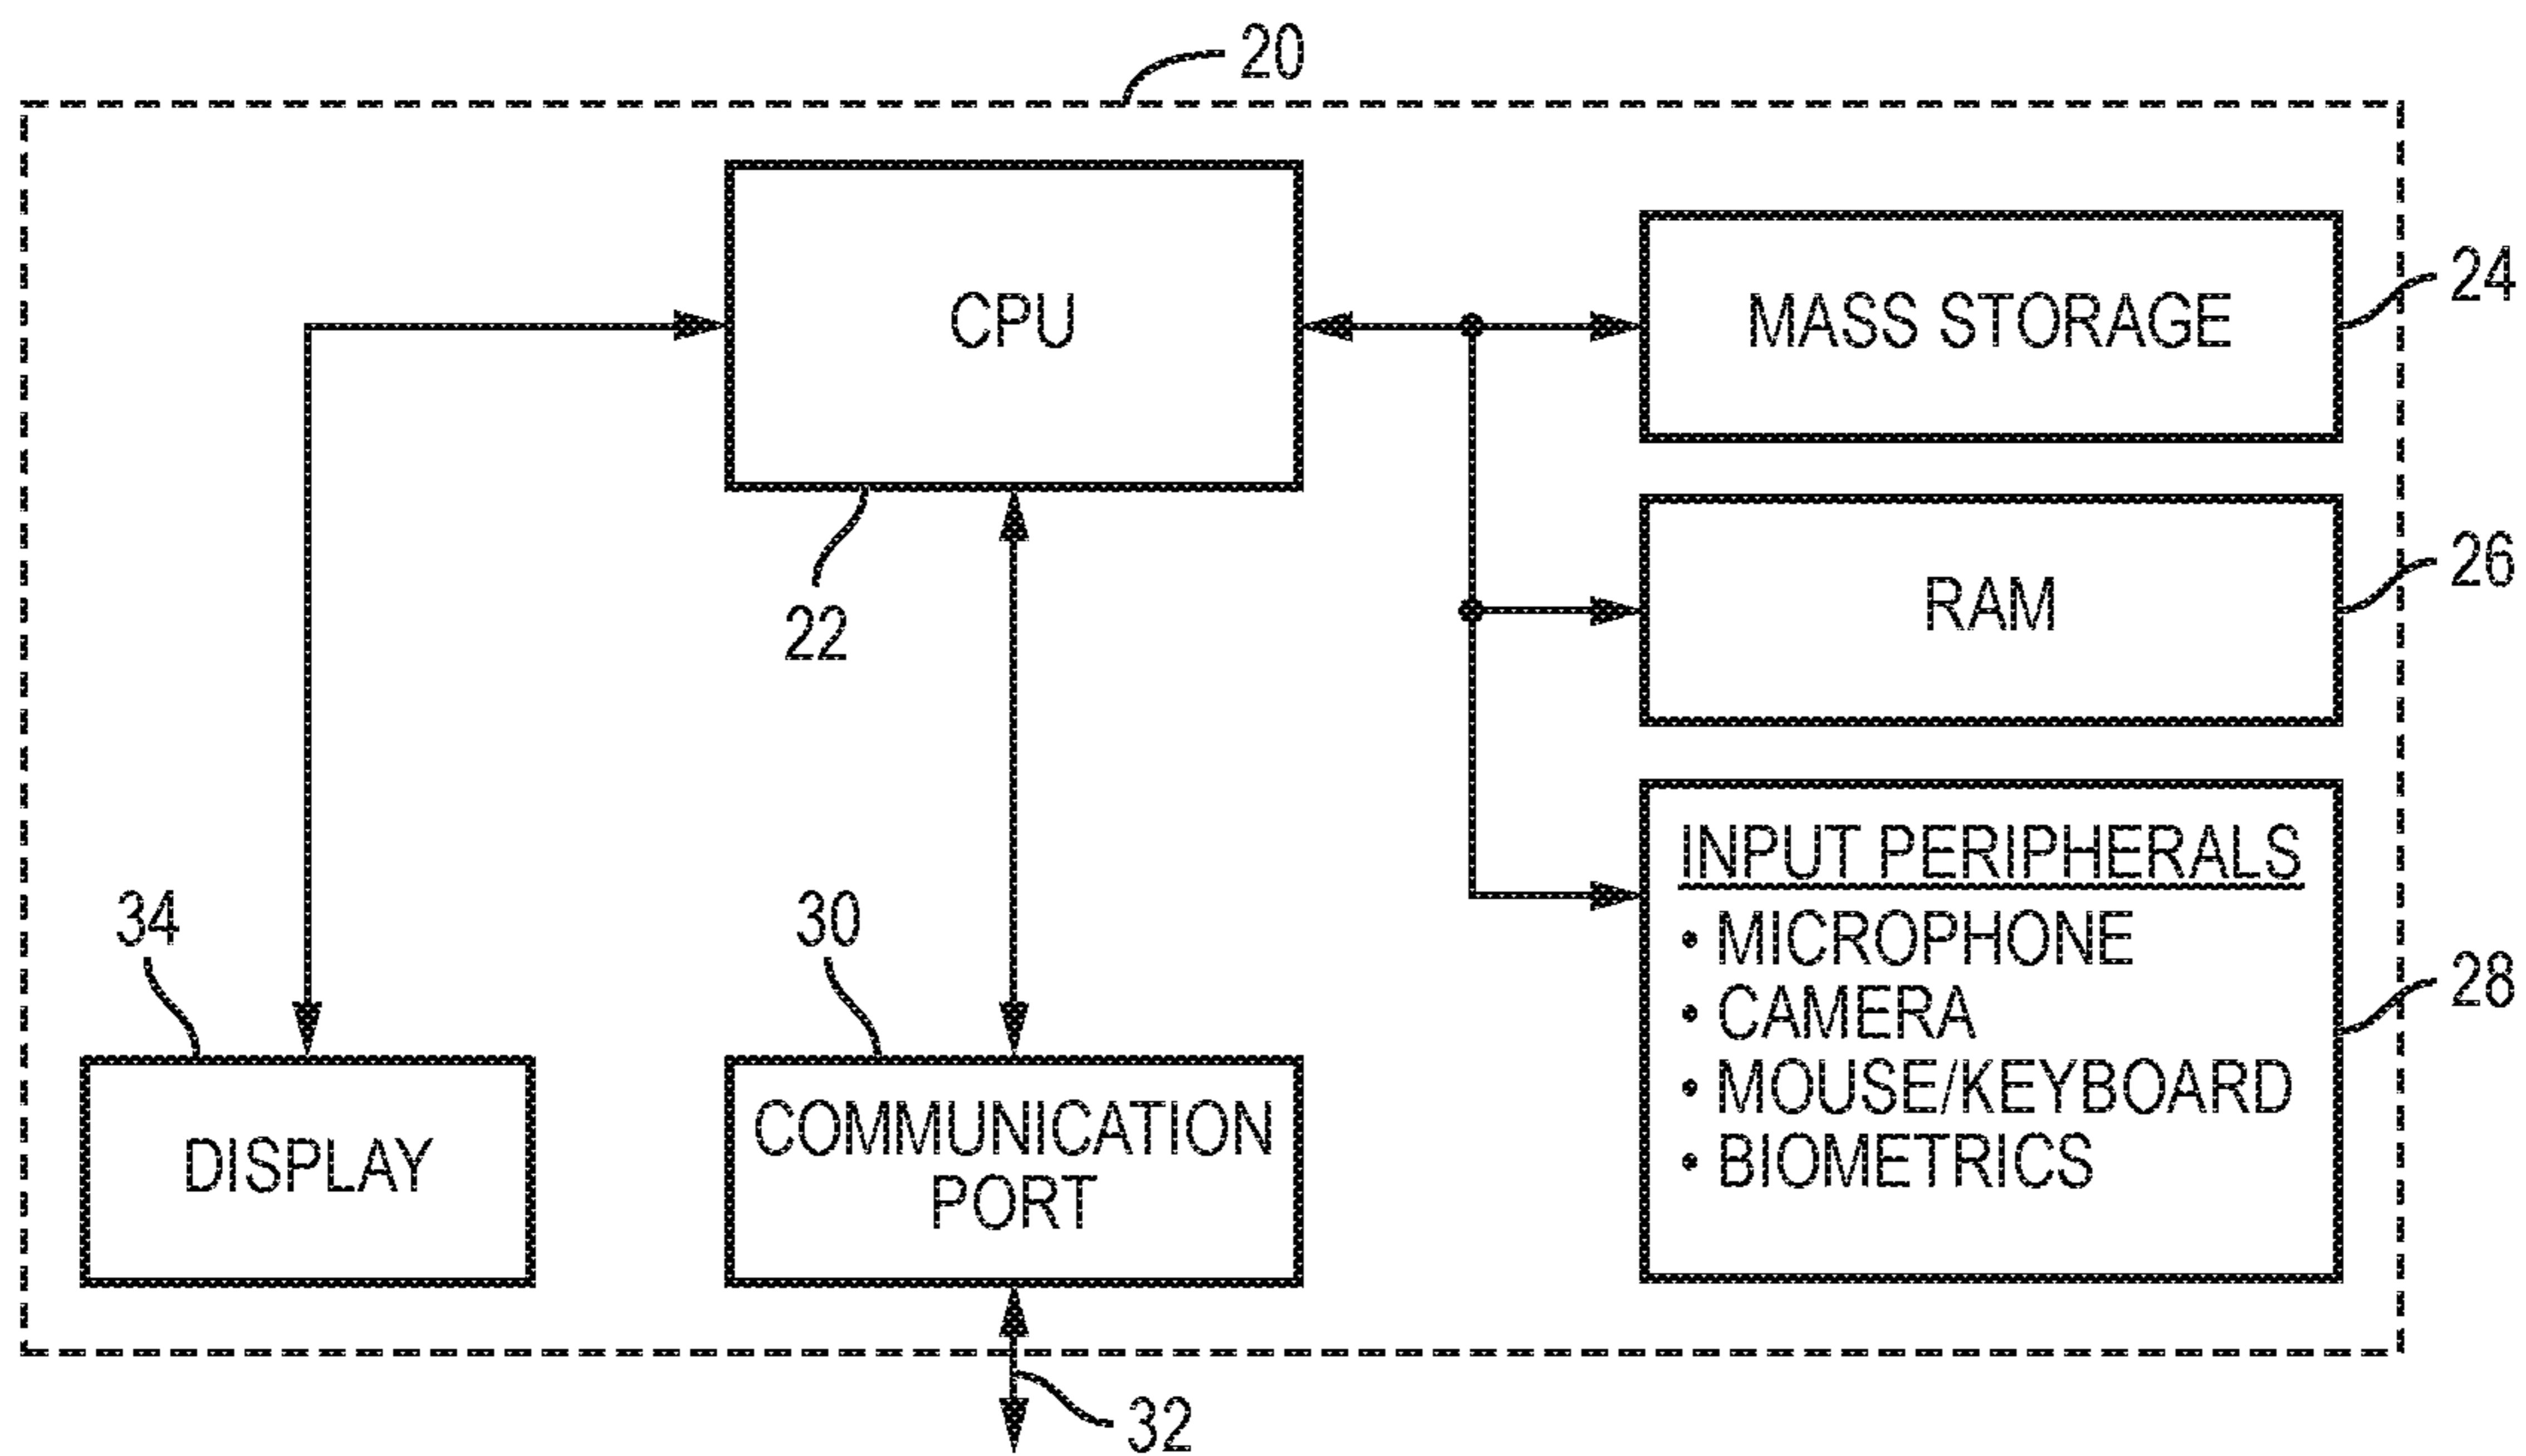 20
CPU
22
MASS STORAGE
24
RAM
26
INPUT PERIPHERALS
• MICROPHONE
• CAMERA
• MOUSE/KEYBOARD
• BIOMETRICS
28
34
DISPLAY
30
COMMUNICATION
PORT
32